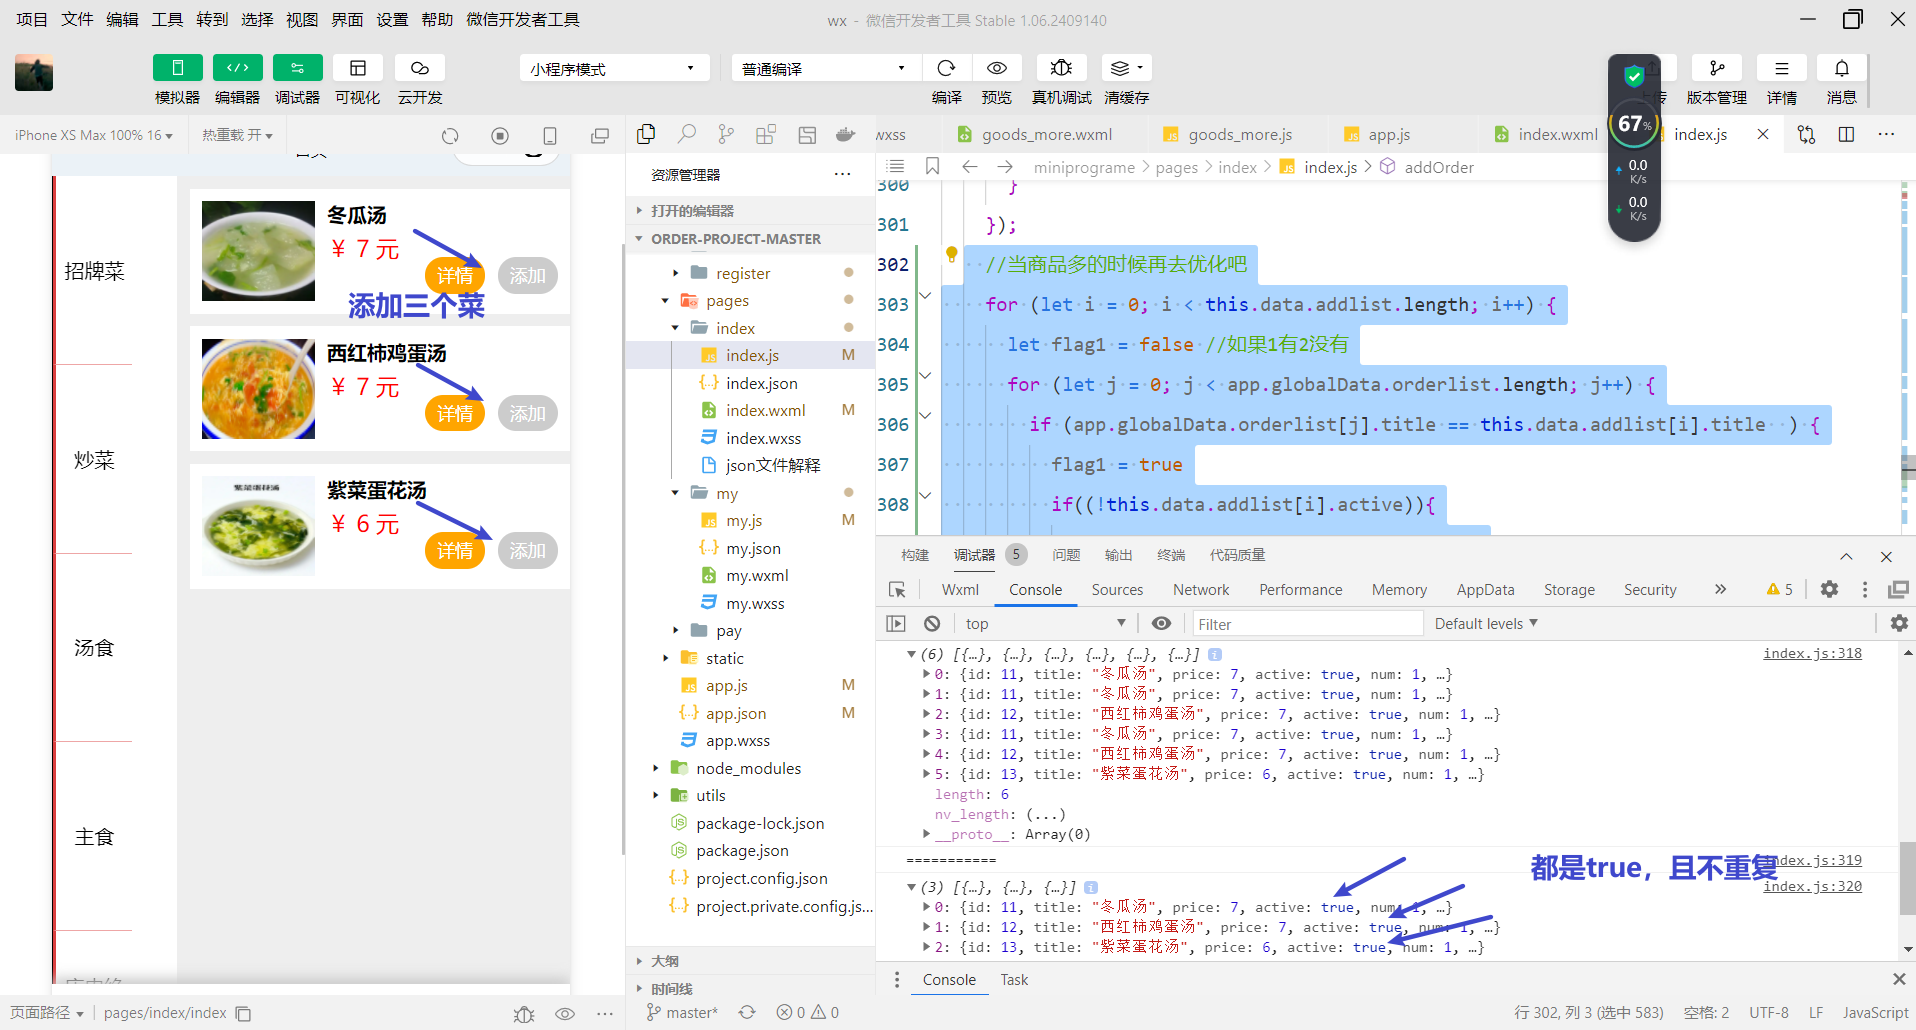 项目 文件 编辑 工具 转到 选择 视图 界面 设置 帮助 微信开发者工具
wx - 微信开发者工具 Stable 1.06.2409140
模拟器 编辑器 调试器 可视化 云开发
小程序模式
普通编译
编译 预览 真机调试 清缓存
上传 版本管理 详情 消息
67%
0.0
K/s
0.0
K/s
iPhone XS Max 100% 16
热重载 开
招牌菜
炒菜
汤食
主食
冬瓜汤
￥ 7 元
详情 添加
添加三个菜
西红柿鸡蛋汤
￥ 7 元
详情 添加
紫菜蛋花汤
￥ 6 元
详情 添加
紫菜蛋花汤
页面路径 pages/index/index
资源管理器
打开的编辑器
ORDER-PROJECT-MASTER
register
pages
index
index.js M
index.json
index.wxml M
index.wxss
json文件解释
my
my.js M
my.json
my.wxml
my.wxss
pay
static
app.js M
app.json M
app.wxss
node_modules
utils
package-lock.json
package.json
project.config.json
project.private.config.js...
大纲
时间线
master* 0 0
wxss goods_more.wxml goods_more.js app.js index.wxml index.js
miniprograme > pages > index > index.js > addOrder
300 }
301 });
302 //当商品多的时候再去优化吧
303 for (let i = 0; i < this.data.addlist.length; i++) {
304 let flag1 = false //如果1有2没有
305 for (let j = 0; j < app.globalData.orderlist.length; j++) {
306 if (app.globalData.orderlist[j].title == this.data.addlist[i].title ) {
307 flag1 = true
308 if((!this.data.addlist[i].active)){
构建 调试器 5 问题 输出 终端 代码质量
Wxml Console Sources Network Performance Memory AppData Storage Security 5
top Filter Default levels
(6) [{…}, {…}, {…}, {…}, {…}, {…}] index.js:318
0: {id: 11, title: "冬瓜汤", price: 7, active: true, num: 1, …}
1: {id: 11, title: "冬瓜汤", price: 7, active: true, num: 1, …}
2: {id: 12, title: "西红柿鸡蛋汤", price: 7, active: true, num: 1, …}
3: {id: 11, title: "冬瓜汤", price: 7, active: true, num: 1, …}
4: {id: 12, title: "西红柿鸡蛋汤", price: 7, active: true, num: 1, …}
5: {id: 13, title: "紫菜蛋花汤", price: 6, active: true, num: 1, …}
length: 6
nv_length: (...)
__proto__: Array(0)
=========== index.js:319
都是true，且不重复
(3) [{…}, {…}, {…}] index.js:320
0: {id: 11, title: "冬瓜汤", price: 7, active: true, num: 1, …}
1: {id: 12, title: "西红柿鸡蛋汤", price: 7, active: true, num: 1, …}
2: {id: 13, title: "紫菜蛋花汤", price: 6, active: true, num: 1, …}
Console Task
行 302, 列 3 (选中 583) 空格: 2 UTF-8 LF JavaScript